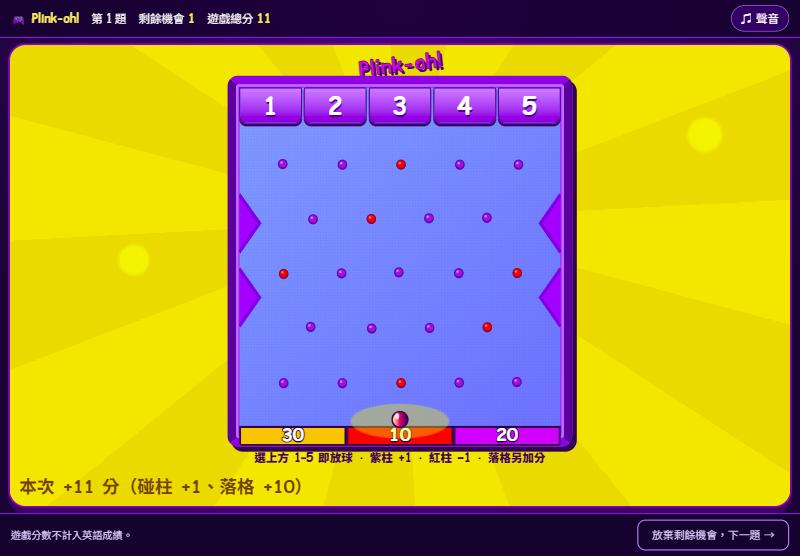 Plink-oh! 第 1 題 剩餘機會 1 遊戲總分 11
聲音
Plink-oh!
1 2 3 4 5
30 10 20
選上方 1-5 即放球 · 紫柱 +1 · 紅柱 -1 · 落格另加分
本次 +11 分（碰柱 +1、落格 +10）
遊戲分數不計入英語成績。
放棄剩餘機會，下一題 →